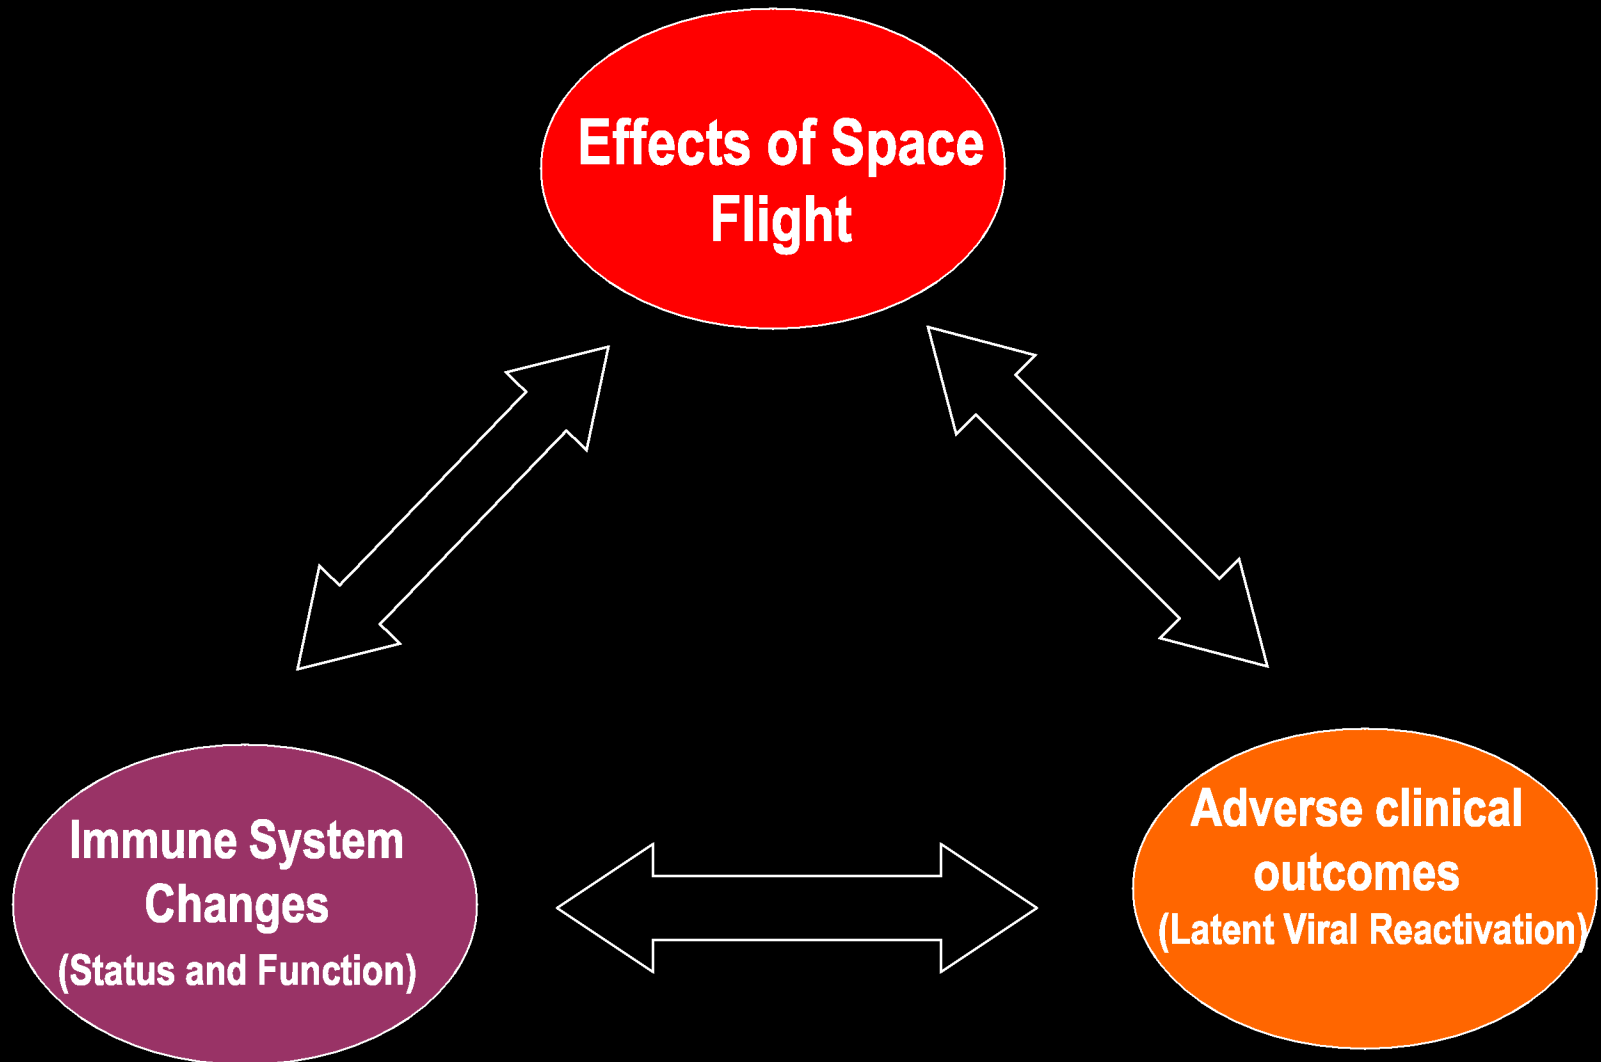 Effects of Space
Flight
Immune System
Changes
(Status and Function)
Adverse clinical
outcomes
(Latent Viral Reactivation)